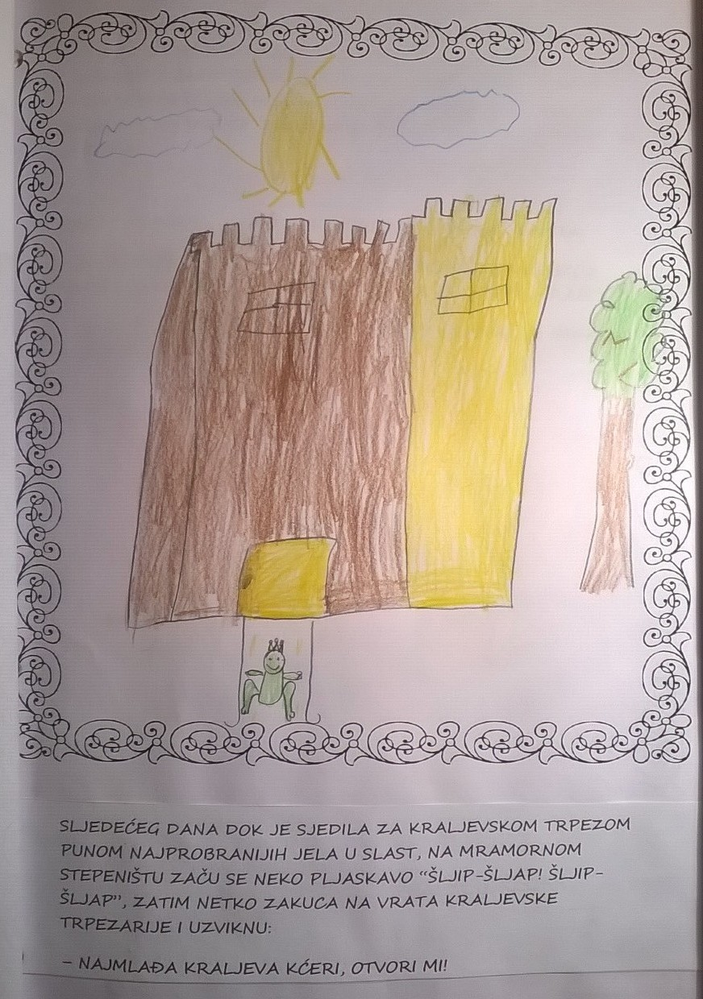 SLJEDEĆEG DANA DOK JE SJEDILA ZA KRALJEVSKOM TRPEZOM
PUNOM NAJPROBRANIJIH JELA U SLAST, NA MRAMORNOM
STEPENIŠTU ZAČU SE NEKO PLJASKAVO “ŠLJIP-ŠLJAP! ŠLJIP-
ŠLJAP”, ZATIM NETKO ZAKUCA NA VRATA KRALJEVSKE
TRPEZARIJE I UZVIKNU:
– NAJMLAĐA KRALJEVA KĆERI, OTVORI MI!